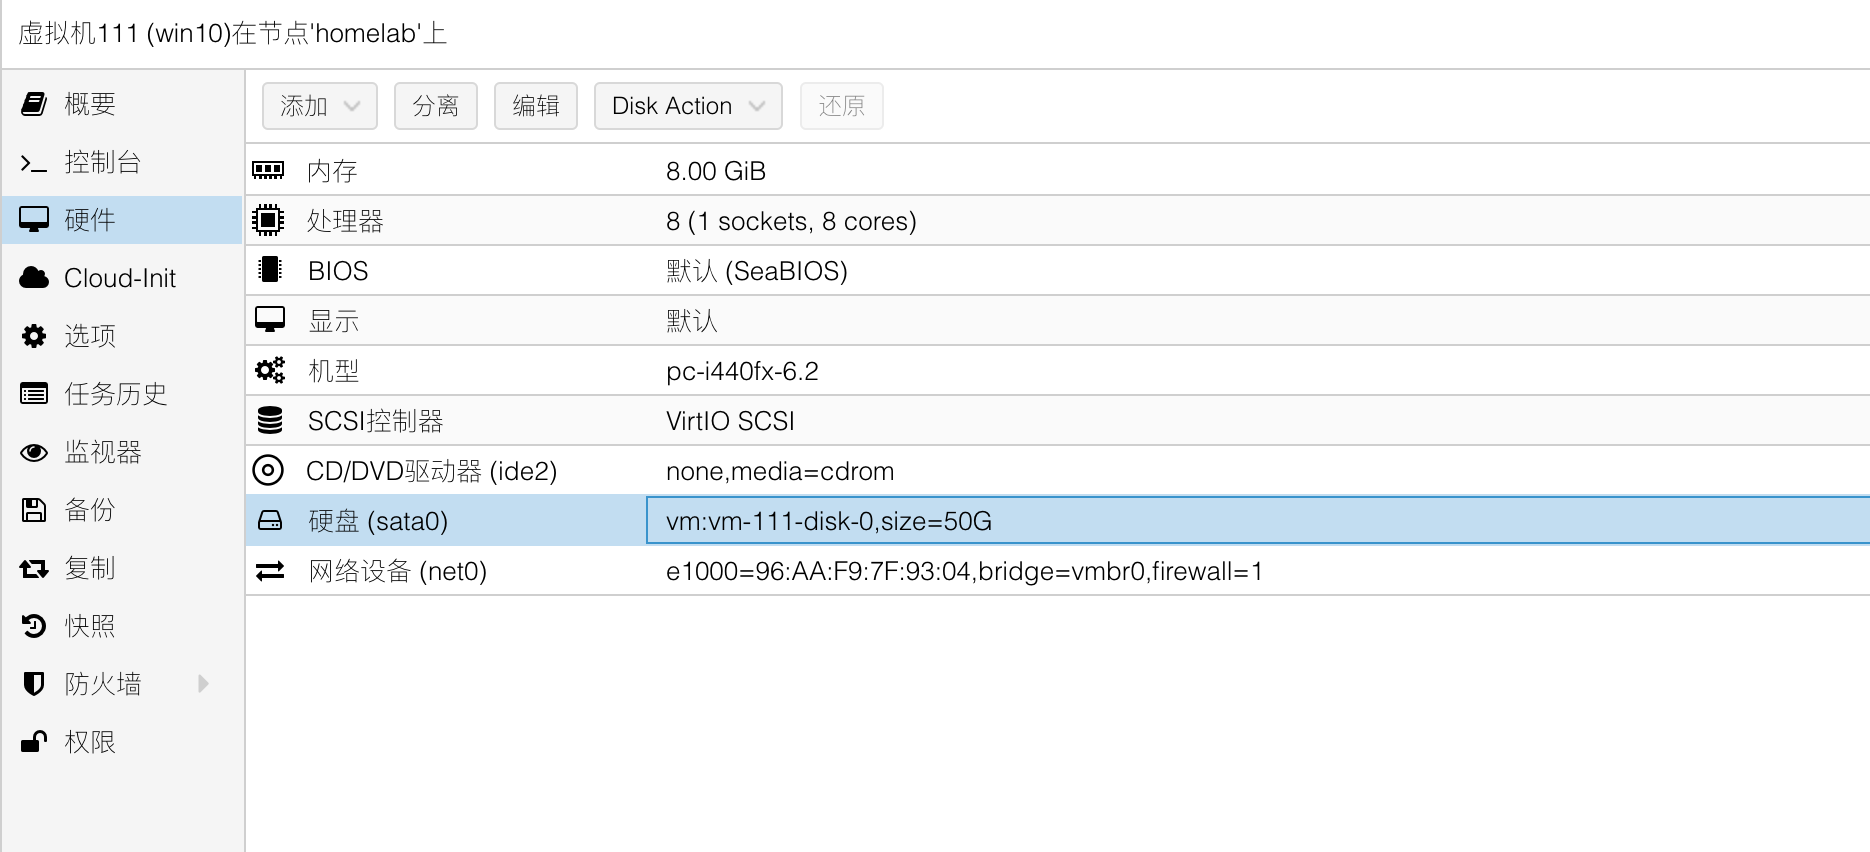 虚拟机111 (win10)在节点'homelab'上
概要
控制台
硬件
Cloud-Init
选项
任务历史
监视器
备份
复制
快照
防火墙
权限
添加 分离 编辑 Disk Action 还原
内存 8.00 GiB
处理器 8 (1 sockets, 8 cores)
BIOS 默认 (SeaBIOS)
显示 默认
机型 pc-i440fx-6.2
SCSI控制器 VirtIO SCSI
CD/DVD驱动器 (ide2) none,media=cdrom
硬盘 (sata0) vm:vm-111-disk-0,size=50G
网络设备 (net0) e1000=96:AA:F9:7F:93:04,bridge=vmbr0,firewall=1